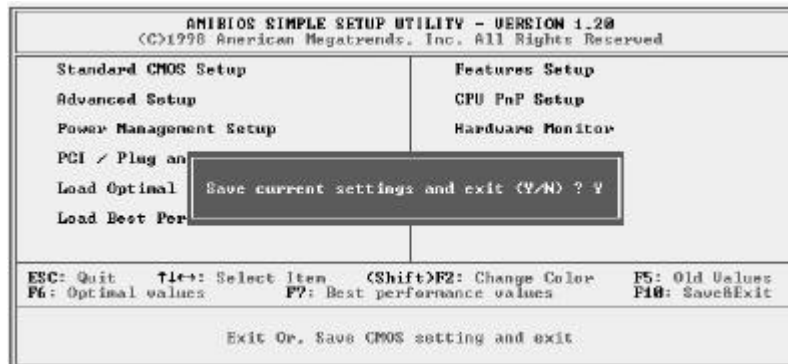 AMIBIOS SIMPLE SETUP UTILITY - VERSION 1.20
(C)1998 American Megatrends, Inc. All Rights Reserved
Standard CMOS Setup
Features Setup
Advanced Setup
CPU PnP Setup
Power Management Setup
Hardware Monitor
PCI / Plug an
Load Optimal
Save current settings and exit (Y/N) ? Y
Load Best Per
ESC: Quit ↑↓←→: Select Item (Shift)F2: Change Color F5: Old Values
F6: Optimal values F7: Best performance values F10: Save&Exit
Exit Or, Save CMOS setting and exit